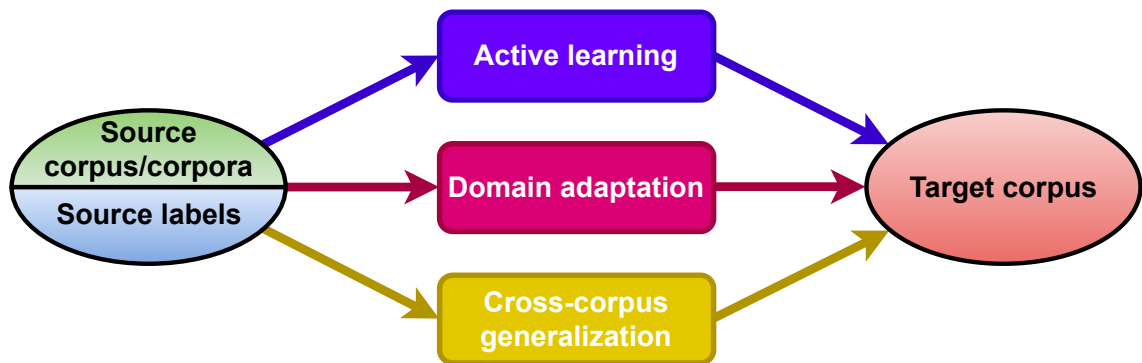 Active learning
Source
corpus/corpora
Source labels
Domain adaptation
Target corpus
Cross-corpus
generalization